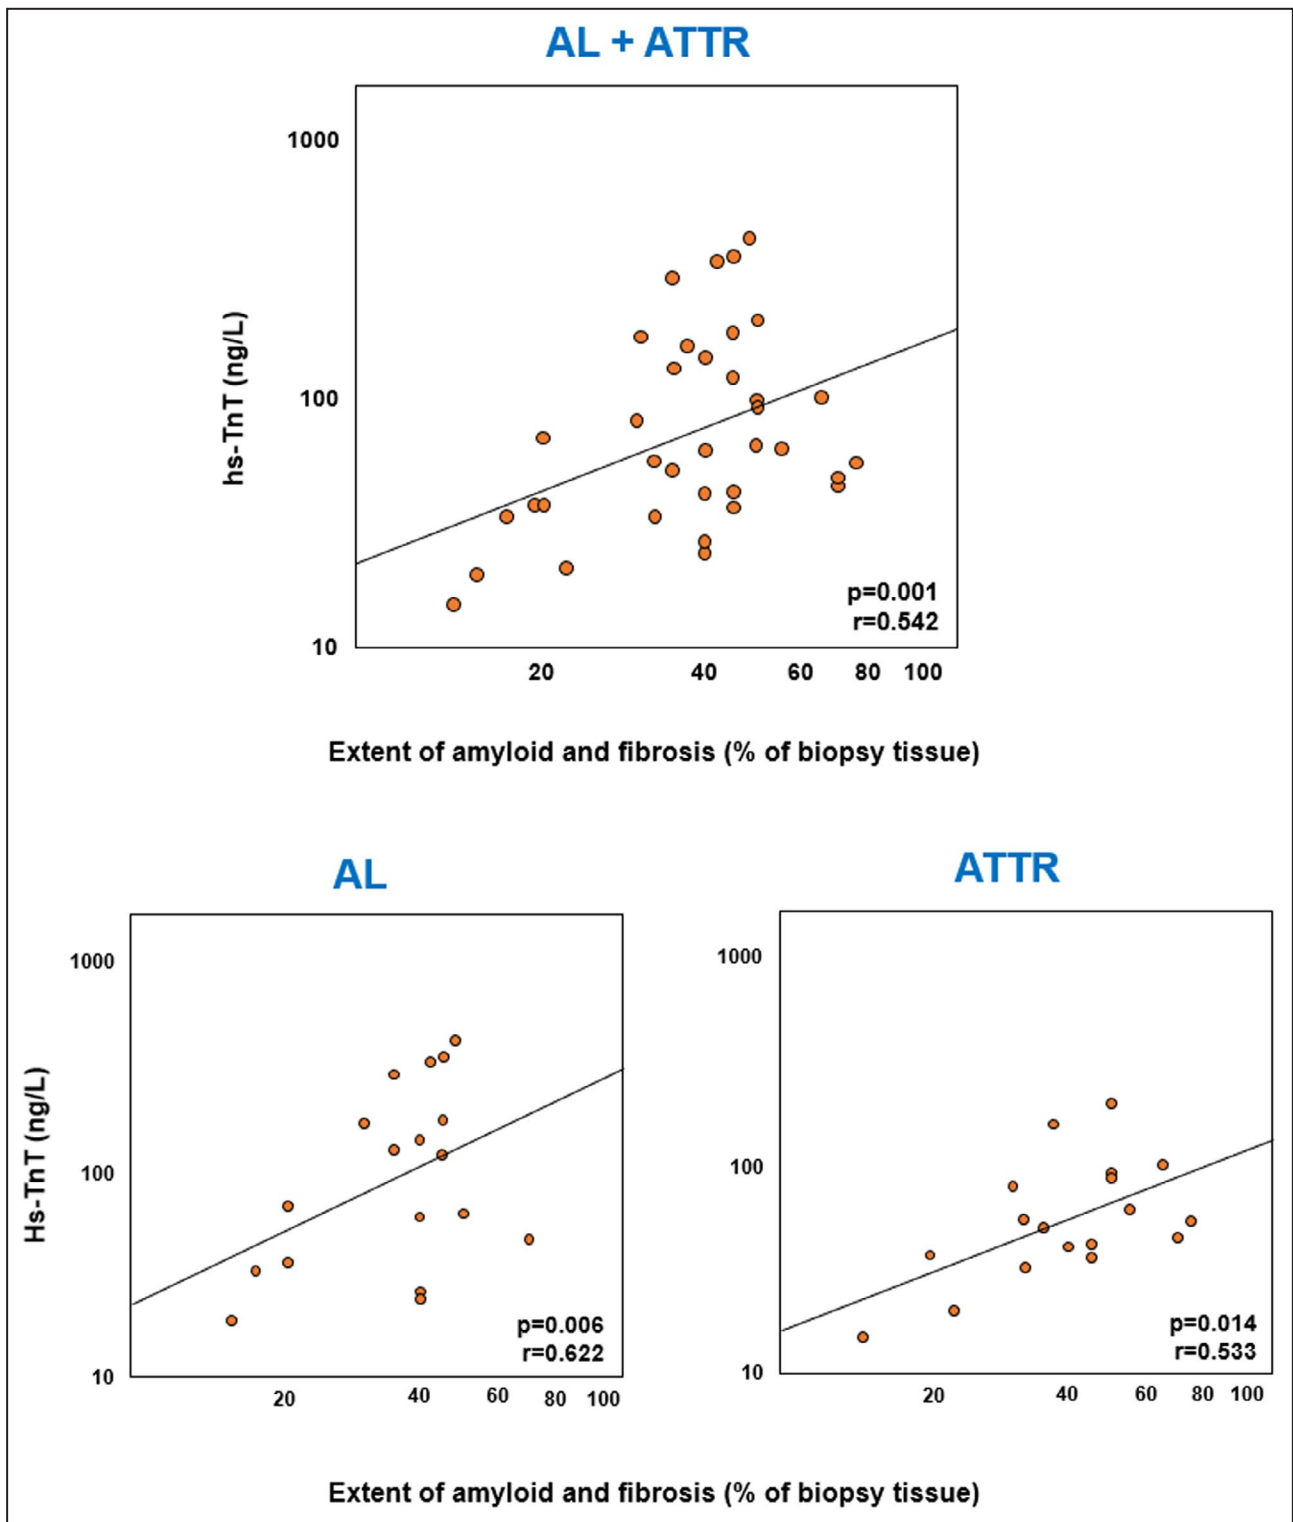 AL + ATTR
1000
100
10
hs-TnT (ng/L)
p=0.001
r=0.542
20 40 60 80 100
Extent of amyloid and fibrosis (% of biopsy tissue)
AL
1000
100
10
Hs-TnT (ng/L)
p=0.006
r=0.622
20 40 60 80 100
ATTR
1000
100
10
p=0.014
r=0.533
20 40 60 80 100
Extent of amyloid and fibrosis (% of biopsy tissue)